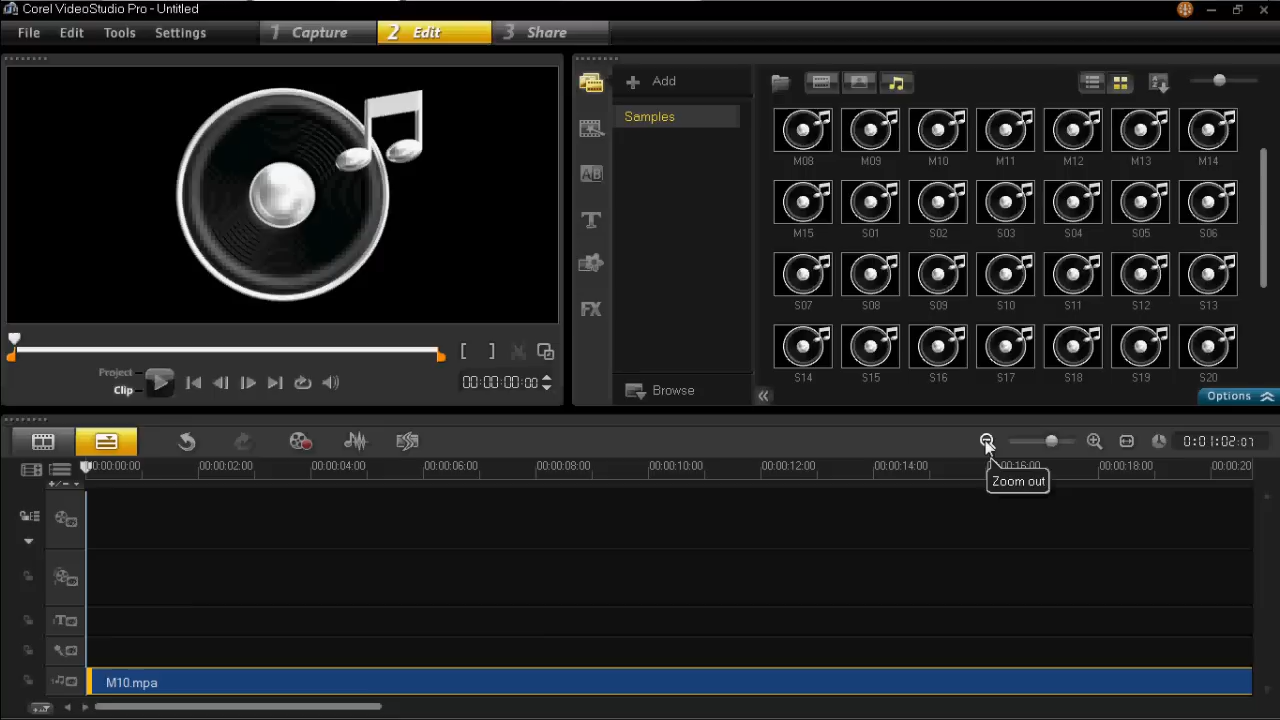 Corel VideoStudio Pro - Untitled
File Edit Tools Settings 1 Capture 2 Edit 3 Share
Add
Samples
M08 M09 M10 M11 M12 M13 M14
M15 S01 S02 S03 S04 S05 S06
S07 S08 S09 S10 S11 S12 S13
S14 S15 S16 S17 S18 S19 S20
Project
Clip
00:00:00:00
Browse
Options
0:01:02:07
00:00:00:00 00:00:02:00 00:00:04:00 00:00:06:00 00:00:08:00 00:00:10:00 00:00:12:00 00:00:14:00 00:00:16:00 00:00:18:00 00:00:20
Zoom out
M10.mpa
AB
T
FX